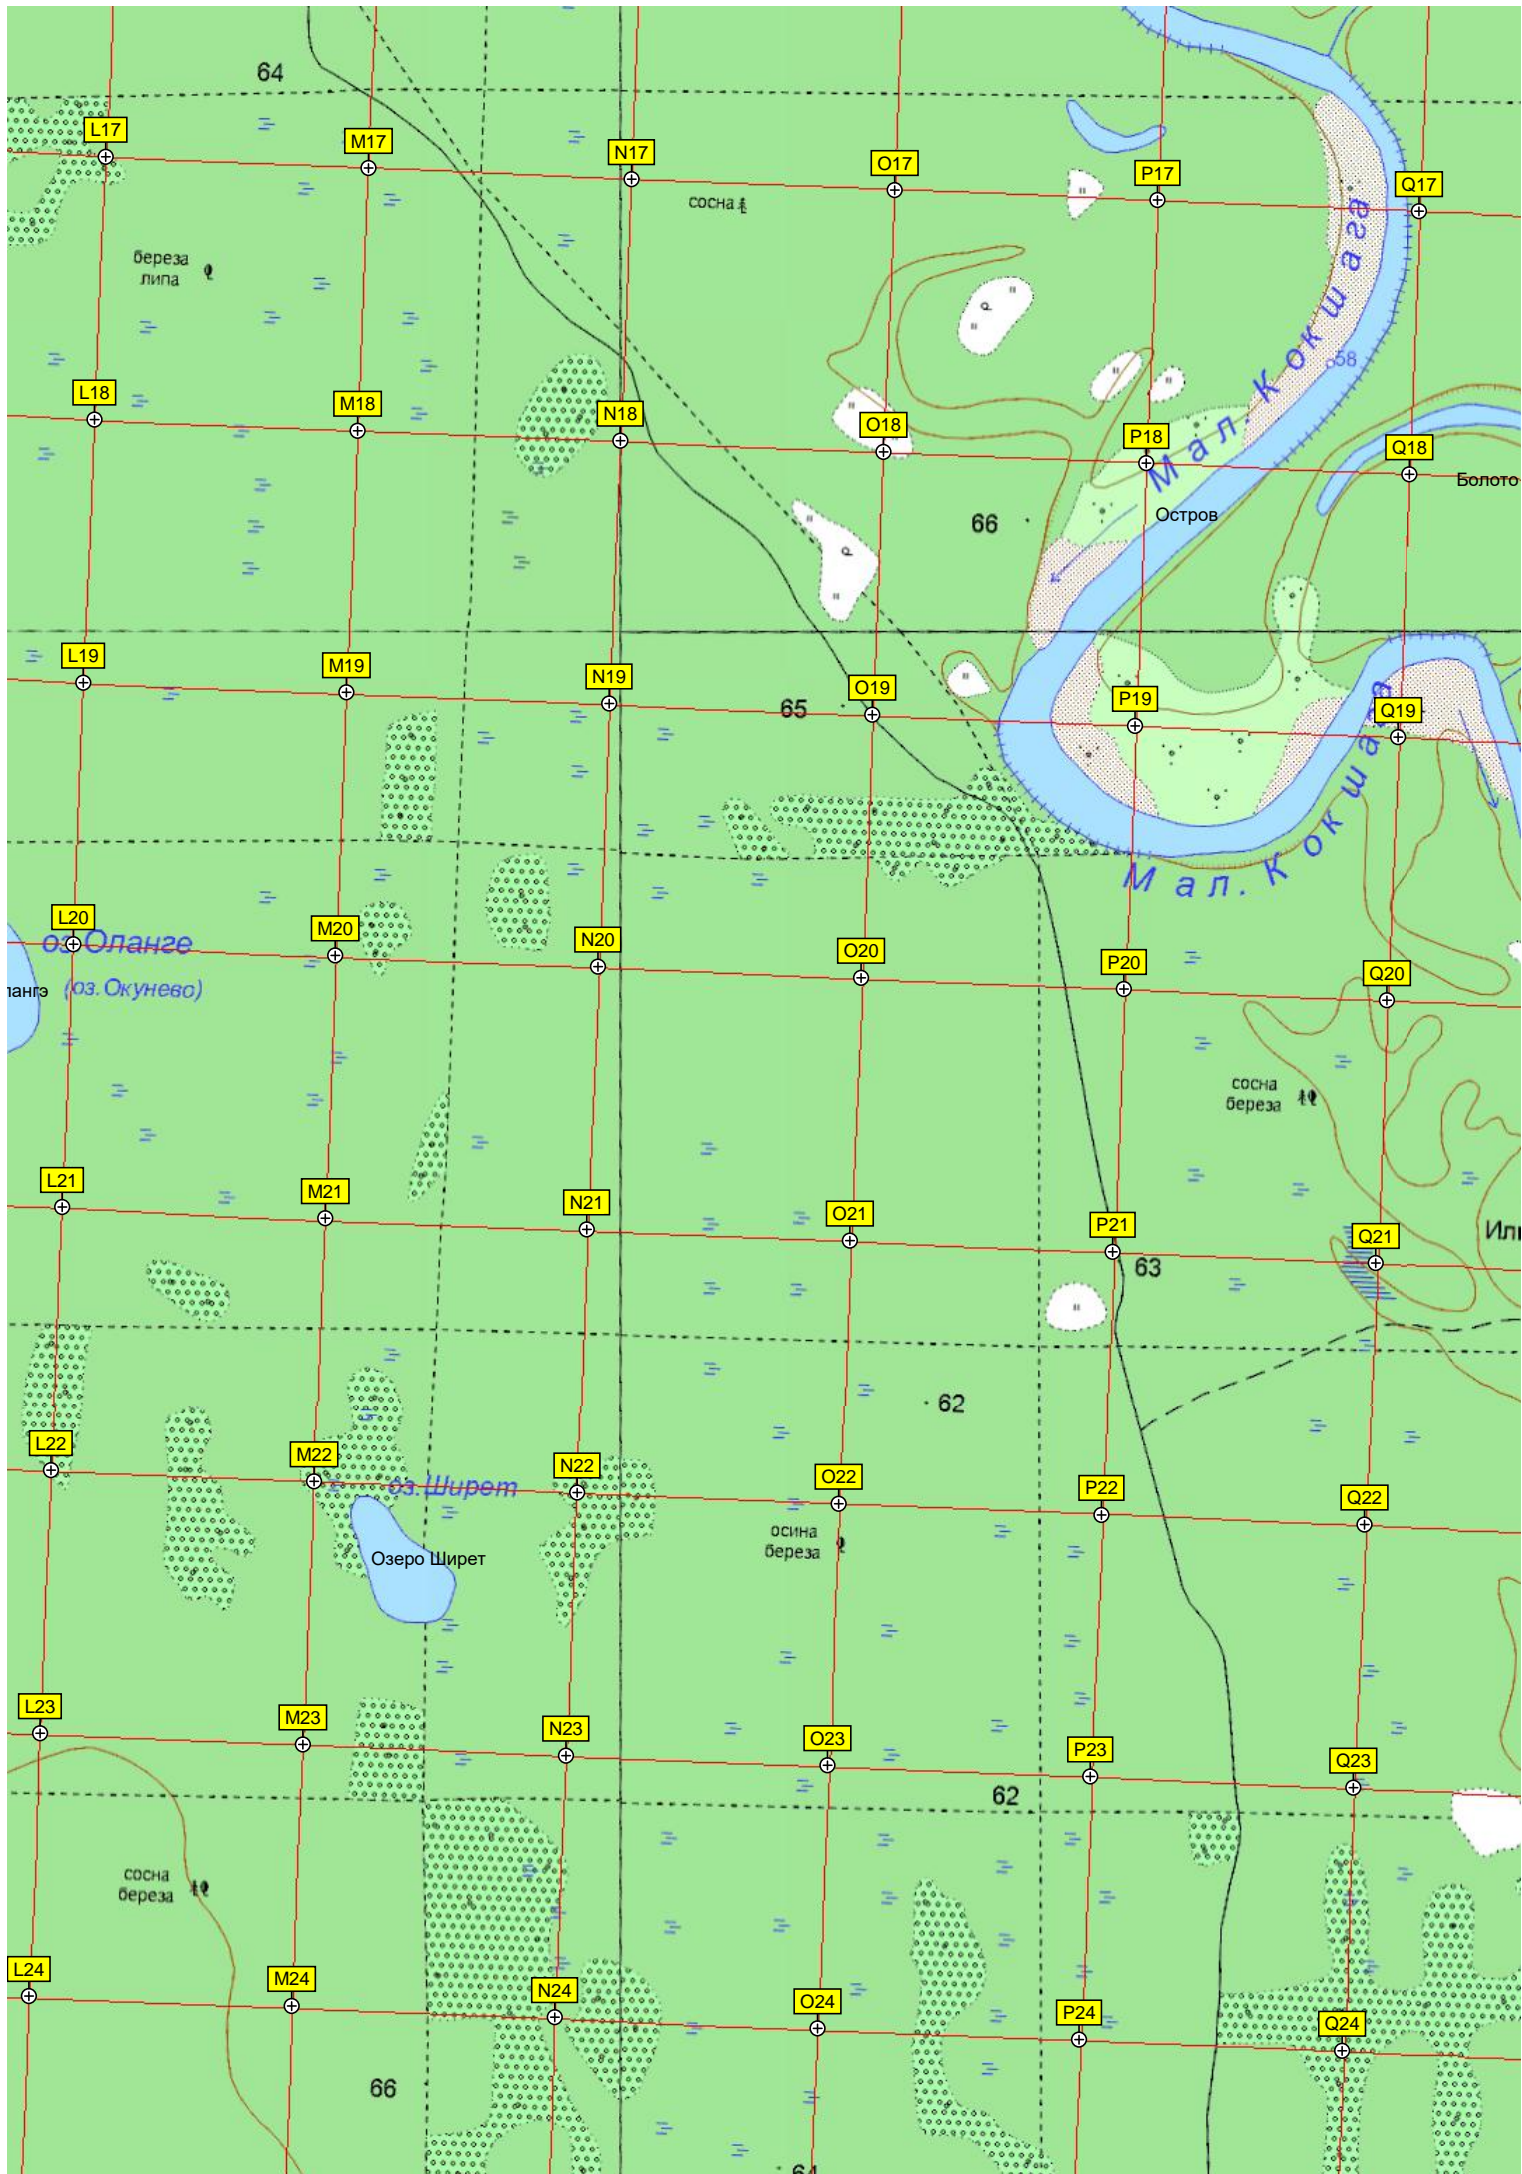 64
L17
M17
N17
O17
P17
Q17
сосна
береза
липа
Мал. Кокшага
58
L18
M18
N18
O18
P18
Q18
Болото
66
Остров
L19
M19
N19
O19
P19
Q19
65
Мал. Кокшага
L20
M20
N20
O20
P20
Q20
оз.Оланге
(оз.Окунево)
сосна
береза
L21
M21
N21
O21
P21
Q21
63
62
L22
M22
N22
O22
P22
Q22
оз.Ширет
осина
береза
Озеро Ширет
L23
M23
N23
O23
P23
Q23
62
сосна
береза
L24
M24
N24
O24
P24
Q24
66
64